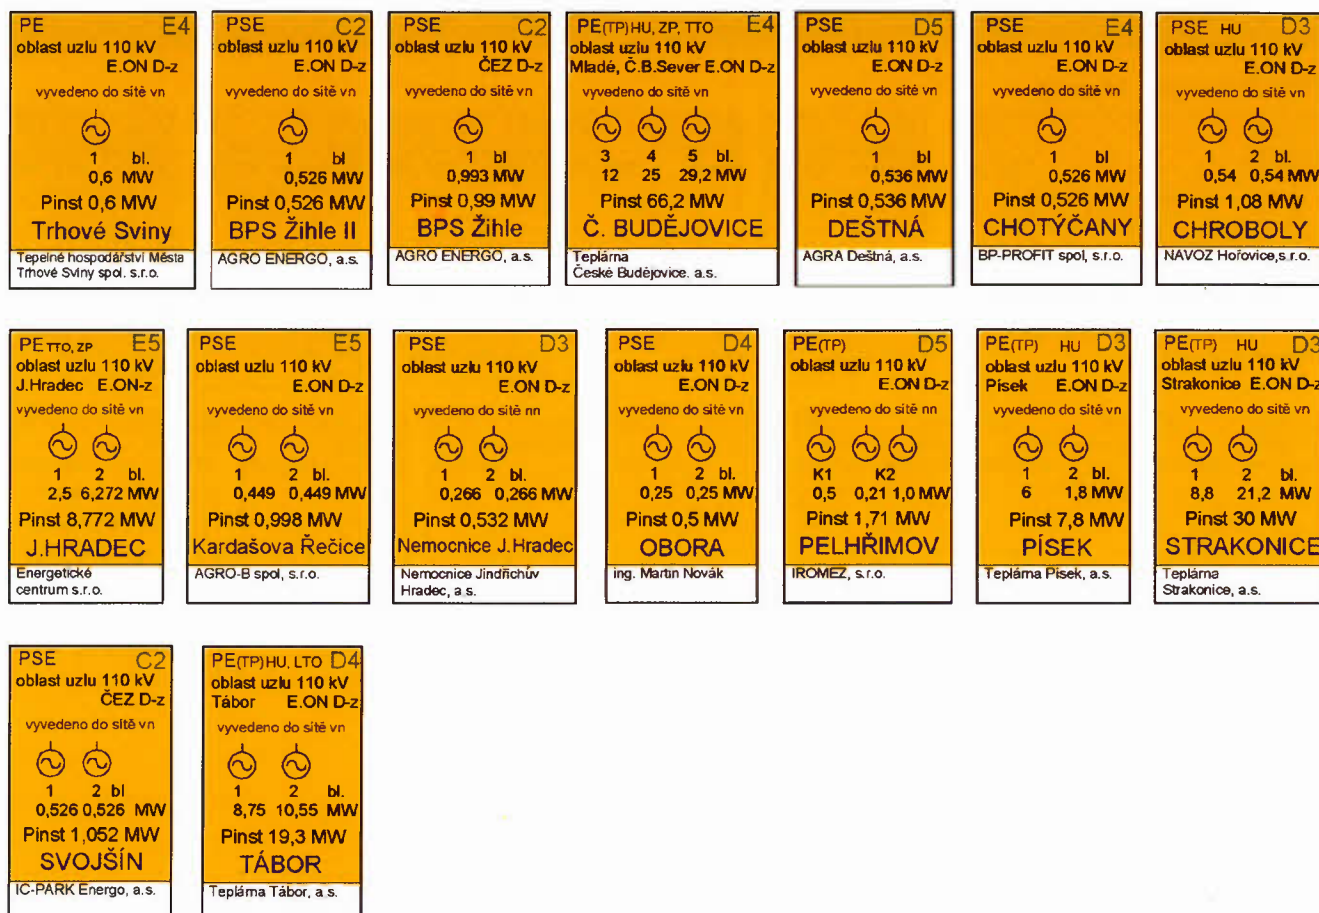 PE E4
oblast uzlu 110 kV
E.ON D-z
vyvedeno do sítě vn
1 bl.
0,6 MW
Pinst 0,6 MW
Trhové Sviny
Tepelné hospodářství Města
Trhové Sviny spol. s.r.o.
PSE C2
oblast uzlu 110 kV
E.ON D-z
vyvedeno do sítě vn
1 bl
0,526 MW
Pinst 0,526 MW
BPS Žihle II
AGRO ENERGO, a.s.
PSE C2
oblast uzlu 110 kV
ČEZ D-z
vyvedeno do sítě vn
1 bl
0,993 MW
Pinst 0,99 MW
BPS Žihle
AGRO ENERGO, a.s.
PE(TP) HU, ZP, TTO E4
oblast uzlu 110 kV
Mladé, Č.B.Sever E.ON D-z
vyvedeno do sítě vn
3 4 5 bl.
12 25 29,2 MW
Pinst 66,2 MW
Č. BUDĚJOVICE
Teplárna
České Budějovice. a.s.
PSE D5
oblast uzlu 110 kV
E.ON D-z
vyvedeno do sítě vn
1 bl
0,536 MW
Pinst 0,536 MW
DEŠTNÁ
AGRA Deštná, a.s.
PSE E4
oblast uzlu 110 kV
E.ON D-z
vyvedeno do sítě vn
1 bl
0,526 MW
Pinst 0,526 MW
CHOTÝČANY
BP-PROFIT spol, s.r.o.
PSE HU D3
oblast uzlu 110 kV
E.ON D-z
vyvedeno do sítě vn
1 2 bl.
0,54 0,54 MW
Pinst 1,08 MW
CHROBOLY
NAVOZ Hořovice,s.r.o.
PE TTO, ZP E5
oblast uzlu 110 kV
J.Hradec E.ON-z
vyvedeno do sítě vn
1 2 bl.
2,5 6,272 MW
Pinst 8,772 MW
J.HRADEC
Energetické
centrum s.r.o.
PSE E5
oblast uzlu 110 kV
E.ON D-z
vyvedeno do sítě vn
1 2 bl.
0,449 0,449 MW
Pinst 0,998 MW
Kardašova Řečice
AGRO-B spol, s.r.o.
PSE D3
oblast uzlu 110 kV
E.ON D-z
vyvedeno do sítě nn
1 2 bl.
0,266 0,266 MW
Pinst 0,532 MW
Nemocnice J.Hradec
Nemocnice Jindřichův
Hradec, a.s.
PSE D4
oblast uzlu 110 kV
E.ON D-z
vyvedeno do sítě vn
1 2 bl.
0,25 0,25 MW
Pinst 0,5 MW
OBORA
ing. Martin Novák
PE(TP) D5
oblast uzlu 110 kV
E.ON D-z
vyvedeno do sítě nn
K1 K2
0,5 0,21 1,0 MW
Pinst 1,71 MW
PELHŘIMOV
IROMEZ, s.r.o.
PE(TP) HU D3
oblast uzlu 110 kV
Písek E.ON D-z
vyvedeno do sítě vn
1 2 bl.
6 1,8 MW
Pinst 7,8 MW
PÍSEK
Teplárna Písek, a.s.
PE(TP) HU D3
oblast uzlu 110 kV
Strakonice E.ON D-z
vyvedeno do sítě vn
1 2 bl.
8,8 21,2 MW
Pinst 30 MW
STRAKONICE
Teplárna
Strakonice, a.s.
PSE C2
oblast uzlu 110 kV
ČEZ D-z
vyvedeno do sítě vn
1 2 bl
0,526 0,526 MW
Pinst 1,052 MW
SVOJŠÍN
IC-PARK Energo, a.s.
PE(TP) HU, LTO D4
oblast uzlu 110 kV
Tábor E.ON D-z
vyvedeno do sítě vn
1 2 bl.
8,75 10,55 MW
Pinst 19,3 MW
TÁBOR
Teplárna Tábor, a.s.